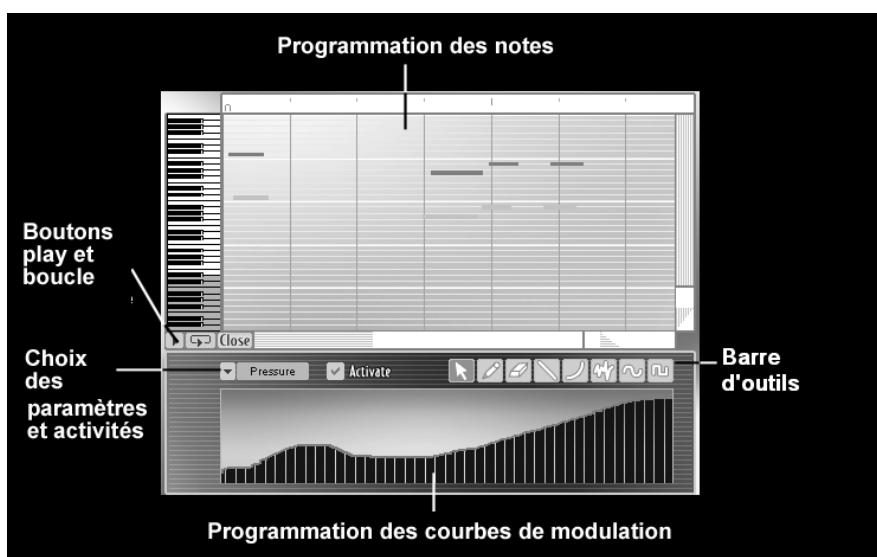 Programmation des notes
Boutons
play et
boucle
Close
Choix
des
paramètres
et activités
Pressure
Activate
Barre
d'outils
Programmation des courbes de modulation